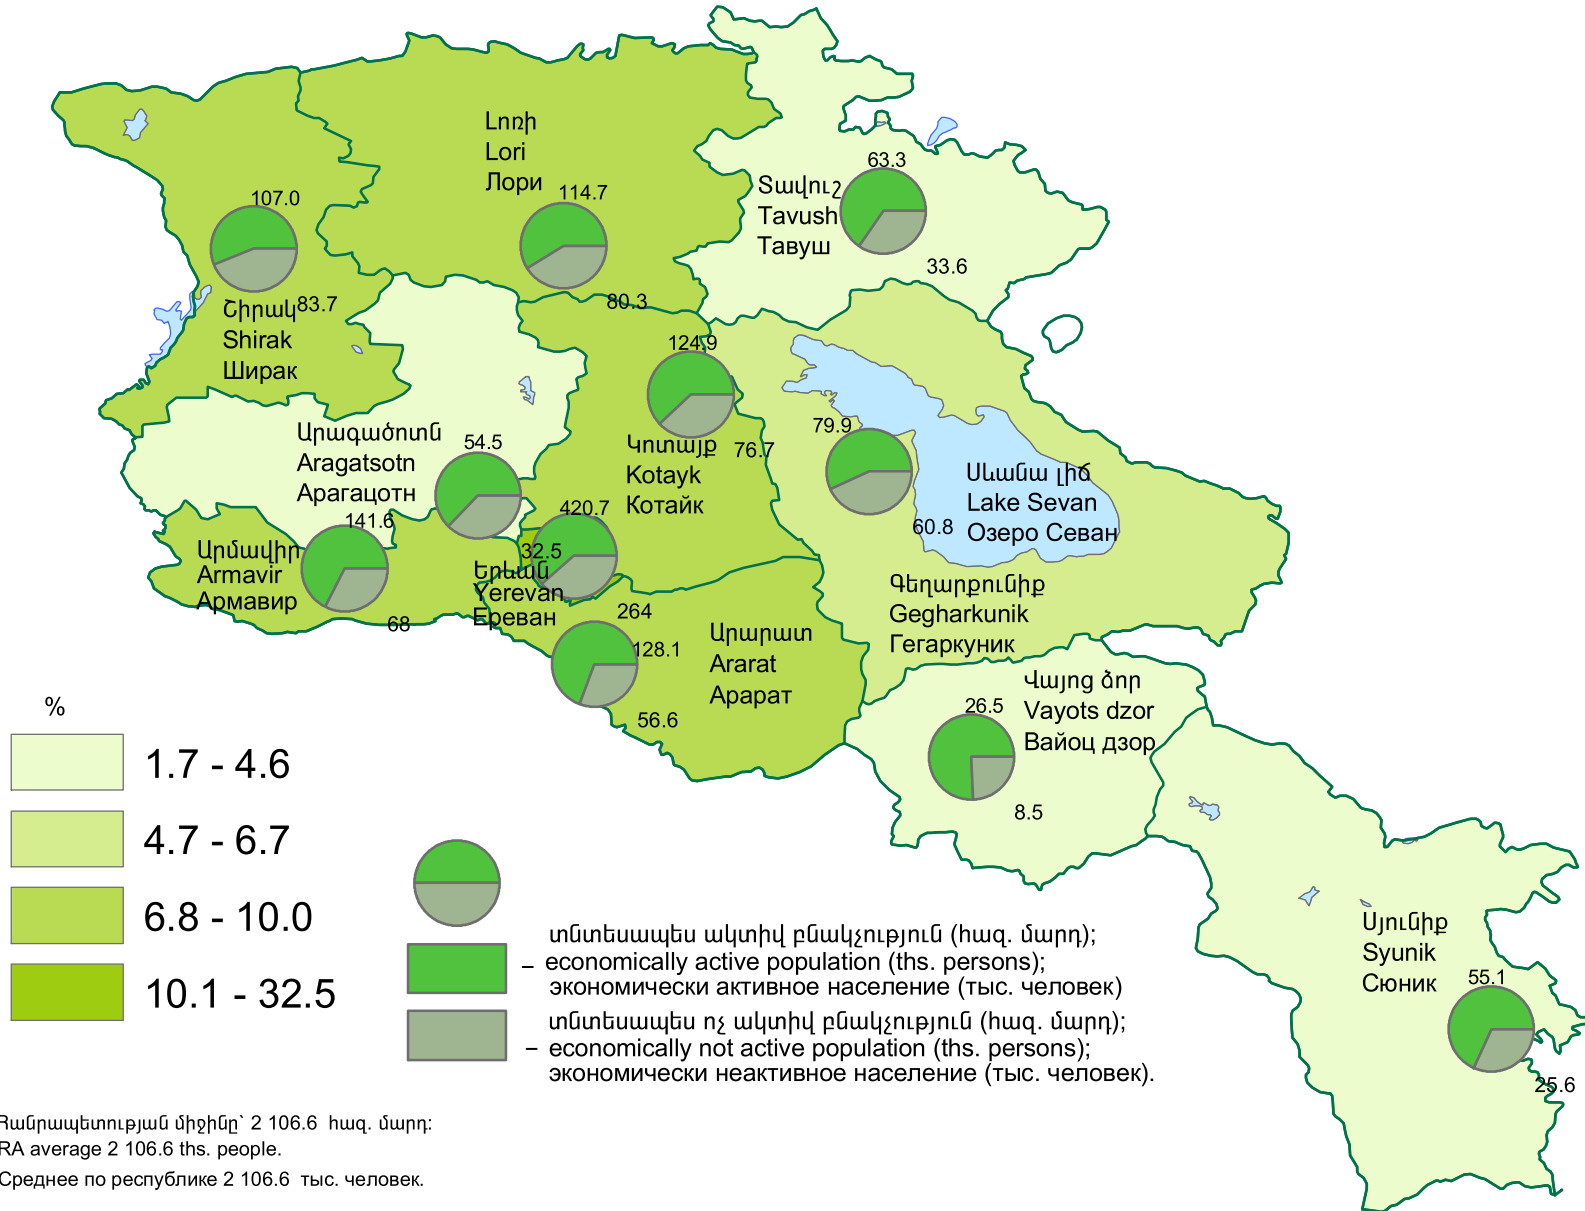 Լոռի
Lori
Лори
114.7
80.3
107.0
83.7
Շիրակ
Shirak
Ширак
63.3
Տավուշ
Tavush
Тавуш
33.6
124.9
76.7
Կոտայք
Kotayk
Котайк
Արագածոտն
Aragatsotn
Арагацотн
54.5
32.5
79.9
60.8
Սևանա լիճ
Lake Sevan
Озеро Севан
Գեղարքունիք
Gegharkunik
Гегаркуник
141.6
68
Արմավիր
Armavir
Армавир
420.7
264
Երևան
Yerevan
Ереван
128.1
56.6
Արարատ
Ararat
Арарат
26.5
8.5
Վայոց ձոր
Vayots dzor
Вайоц дзор
Սյունիք
Syunik
Сюник
55.1
25.6
%
1.7 - 4.6
4.7 - 6.7
6.8 - 10.0
10.1 - 32.5
տնտեսապես ակտիվ բնակչություն (հազ. մարդ);
– economically active population (ths. persons);
экономически активное население (тыс. человек)
տնտեսապես ոչ ակտիվ բնակչություն (հազ. մարդ);
– economically not active population (ths. persons);
экономически неактивное население (тыс. человек).
Հանրապետության միջինը՝ 2 106.6 հազ. մարդ:
RA average 2 106.6 ths. people.
Среднее по республике 2 106.6 тыс. человек.